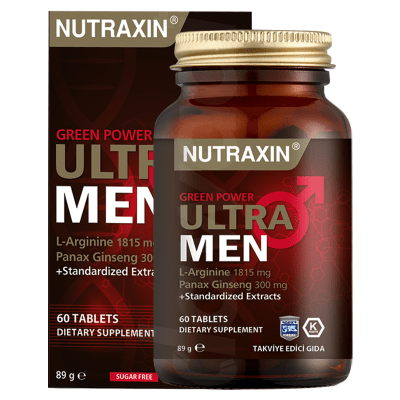 NUTRAXIN®
GREEN POWER
ULTRA
MEN
L-Arginine 1815 mg
Panax Ginseng 300
+Standardized Extrac
60 TABLETS
DIETARY SUPPLEMENT
89 g ℮
SUGAR FREE
NUTRAXIN®
GREEN POWER
ULTRA
MEN
L-Arginine 1815 mg
Panax Ginseng 300 mg
+Standardized Extracts
60 TABLETS
DIETARY SUPPLEMENT
89 g ℮
K
TAKVİYE EDİCİ GIDA